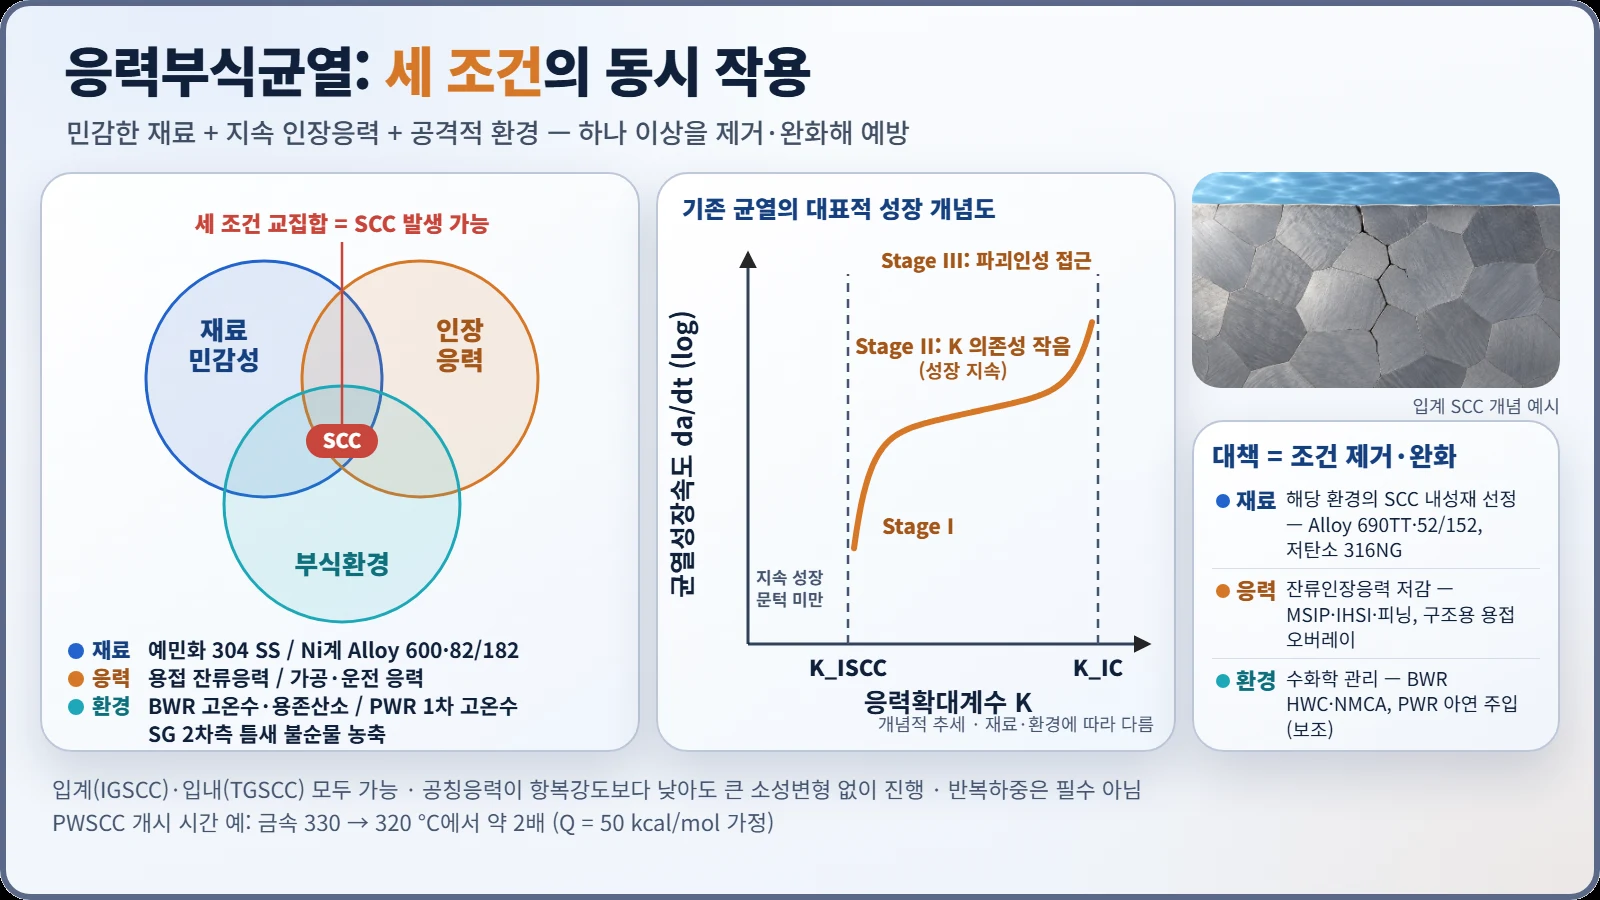 응력부식균열: 세 조건의 동시 작용
민감한 재료 + 지속 인장응력 + 공격적 환경 — 하나 이상을 제거·완화해 예방
세 조건 교집합 = SCC 발생 가능
재료
민감성
인장
응력
SCC
부식환경
재료 예민화 304 SS / Ni계 Alloy 600·82/182
응력 용접 잔류응력 / 가공·운전 응력
환경 BWR 고온수·용존산소 / PWR 1차 고온수
SG 2차측 틈새 불순물 농축
기존 균열의 대표적 성장 개념도
Stage III: 파괴인성 접근
Stage II: K 의존성 작음
(성장 지속)
Stage I
지속 성장
문턱 미만
균열성장속도 da/dt (log)
K_ISCC
K_IC
응력확대계수 K
개념적 추세 · 재료·환경에 따라 다름
입계 SCC 개념 예시
대책 = 조건 제거·완화
재료 해당 환경의 SCC 내성재 선정
— Alloy 690TT·52/152,
저탄소 316NG
응력 잔류인장응력 저감 —
MSIP·IHSI·피닝, 구조용 용접
오버레이
환경 수화학 관리 — BWR
HWC·NMCA, PWR 아연 주입
(보조)
입계(IGSCC)·입내(TGSCC) 모두 가능 · 공칭응력이 항복강도보다 낮아도 큰 소성변형 없이 진행 · 반복하중은 필수 아님
PWSCC 개시 시간 예: 금속 330 → 320 °C에서 약 2배 (Q = 50 kcal/mol 가정)